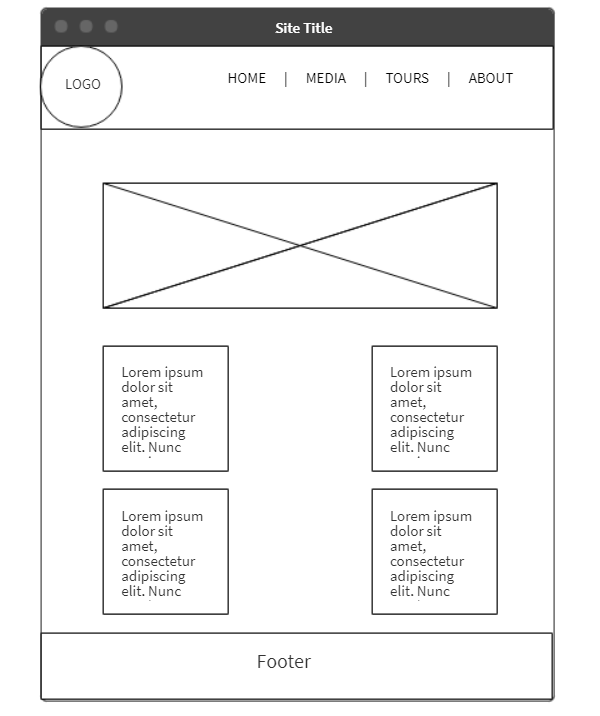 Site Title
LOGO
HOME | MEDIA | TOURS | ABOUT
Lorem ipsum
dolor sit
amet,
consectetur
adipiscing
elit. Nunc
Lorem ipsum
dolor sit
amet,
consectetur
adipiscing
elit. Nunc
Lorem ipsum
dolor sit
amet,
consectetur
adipiscing
elit. Nunc
Lorem ipsum
dolor sit
amet,
consectetur
adipiscing
elit. Nunc
Footer